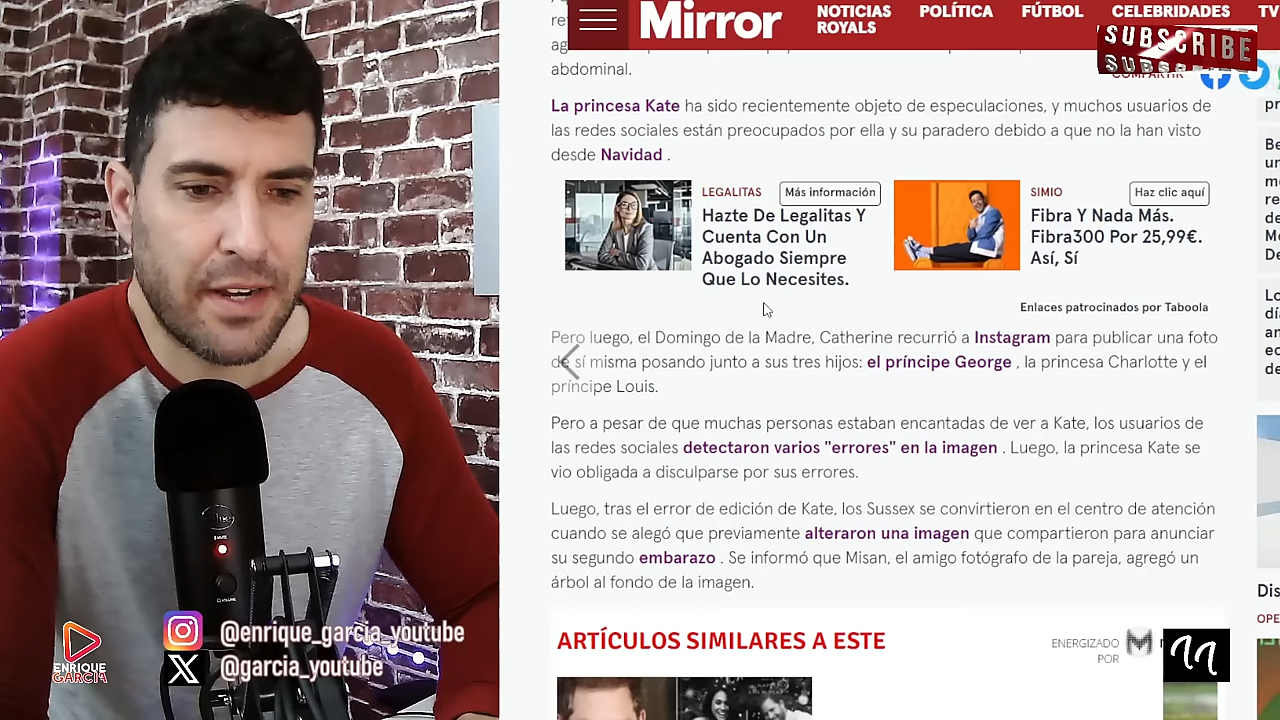 Mirror
NOTICIAS
ROYALS
POLÍTICA
FÚTBOL
CELEBRIDADES
TV
SUBSCRIBE
COMPARTIR
abdominal.
La princesa Kate ha sido recientemente objeto de especulaciones, y muchos usuarios de
las redes sociales están preocupados por ella y su paradero debido a que no la han visto
desde Navidad .
LEGALITAS
Más información
Hazte De Legalitas Y
Cuenta Con Un
Abogado Siempre
Que Lo Necesites.
SIMIO
Haz clic aquí
Fibra Y Nada Más.
Fibra300 Por 25,99€.
Así, Sí
Enlaces patrocinados por Taboola
Pero luego, el Domingo de la Madre, Catherine recurrió a Instagram para publicar una foto
de sí misma posando junto a sus tres hijos: el príncipe George , la princesa Charlotte y el
príncipe Louis.
Pero a pesar de que muchas personas estaban encantadas de ver a Kate, los usuarios de
las redes sociales detectaron varios "errores" en la imagen . Luego, la princesa Kate se
vio obligada a disculparse por sus errores.
Luego, tras el error de edición de Kate, los Sussex se convirtieron en el centro de atención
cuando se alegó que previamente alteraron una imagen que compartieron para anunciar
su segundo embarazo . Se informó que Misan, el amigo fotógrafo de la pareja, agregó un
árbol al fondo de la imagen.
ARTÍCULOS SIMILARES A ESTE
ENERGIZADO
POR
ENRIQUE
GARCIA
@enrique_garcia_youtube
@garcia_youtube